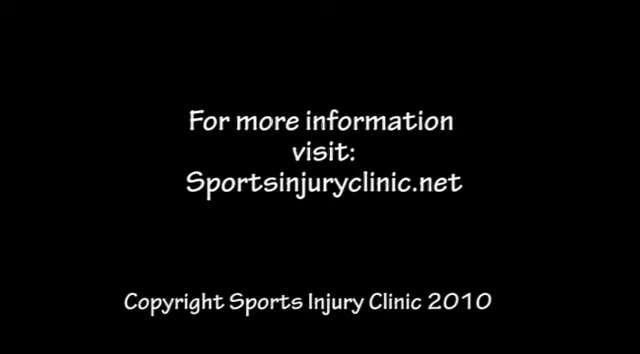 For more information
visit:
Sportsinjuryclinic.net
Copyright Sports Injury Clinic 2010